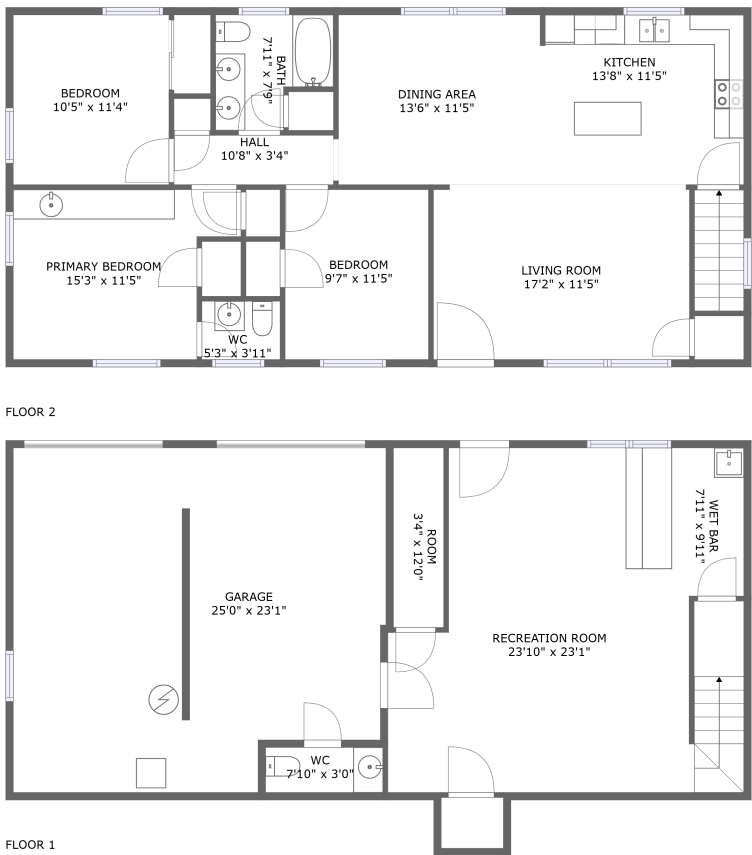 BEDROOM
10'5" x 11'4"
BATH
7'11" x 7'9"
HALL
10'8" x 3'4"
DINING AREA
13'6" x 11'5"
KITCHEN
13'8" x 11'5"
PRIMARY BEDROOM
15'3" x 11'5"
WC
5'3" x 3'11"
BEDROOM
9'7" x 11'5"
LIVING ROOM
17'2" x 11'5"
FLOOR 2
GARAGE
25'0" x 23'1"
ROOM
3'4" x 12'0"
RECREATION ROOM
23'10" x 23'1"
WET BAR
7'11" x 9'11"
WC
7'10" x 3'0"
FLOOR 1